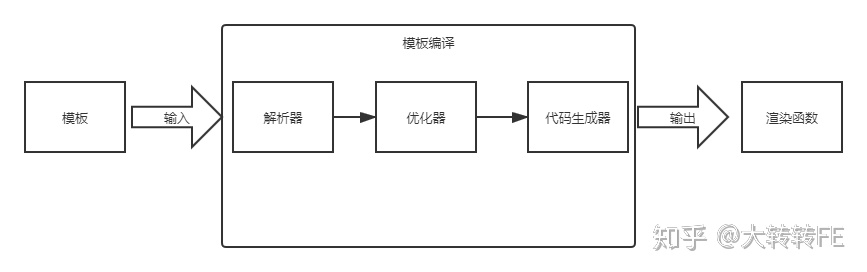 模板编译
模板
输入
解析器
优化器
代码生成器
输出
渲染函数
知乎 @大转转FE